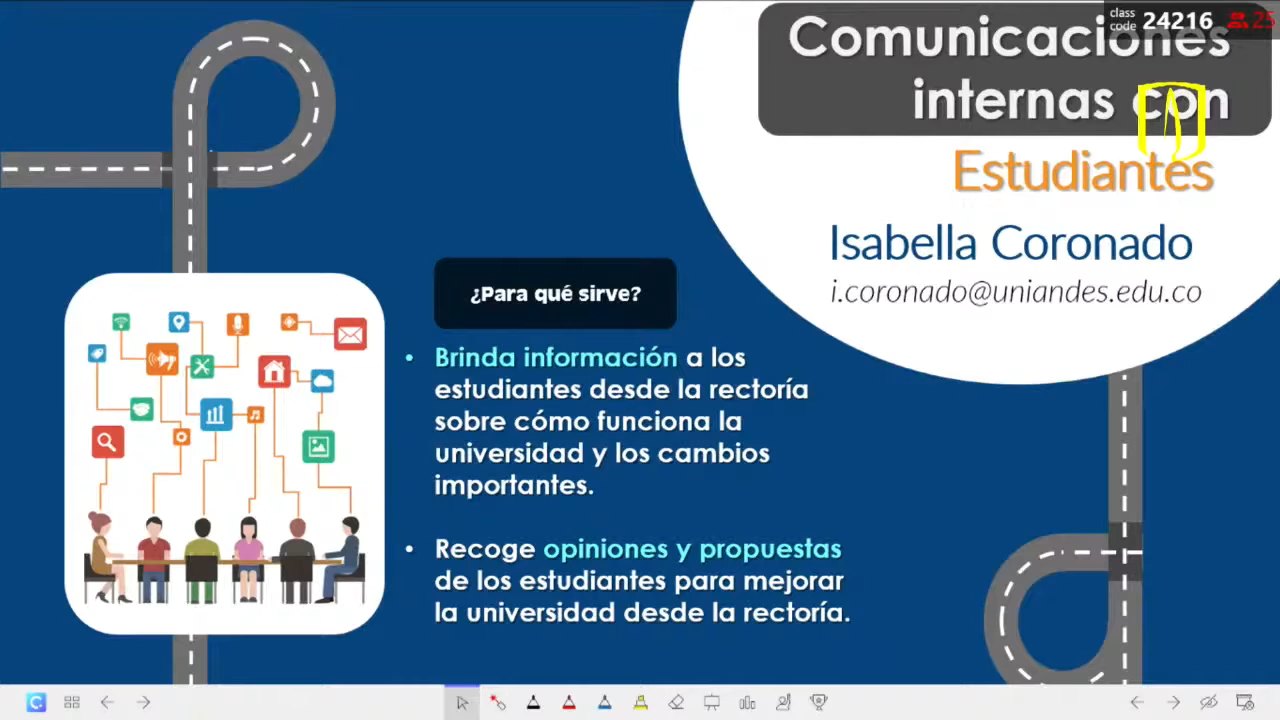 class
code 24216 25
Comunicaciones
internas con
Estudiantes
Isabella Coronado
i.coronado@uniandes.edu.co
¿Para qué sirve?
• Brinda información a los
estudiantes desde la rectoría
sobre cómo funciona la
universidad y los cambios
importantes.
• Recoge opiniones y propuestas
de los estudiantes para mejorar
la universidad desde la rectoría.